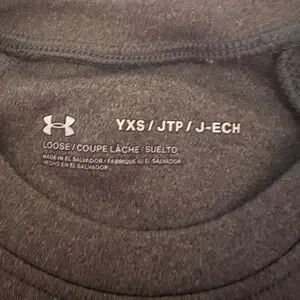 YXS / JTP / J-ECH
LOOSE / COUPE LÂCHE / SUELTO
MADE IN EL SALVADOR / FABRIQUÉ AU EL SALVADOR /
HECHO EN EL SALVADOR